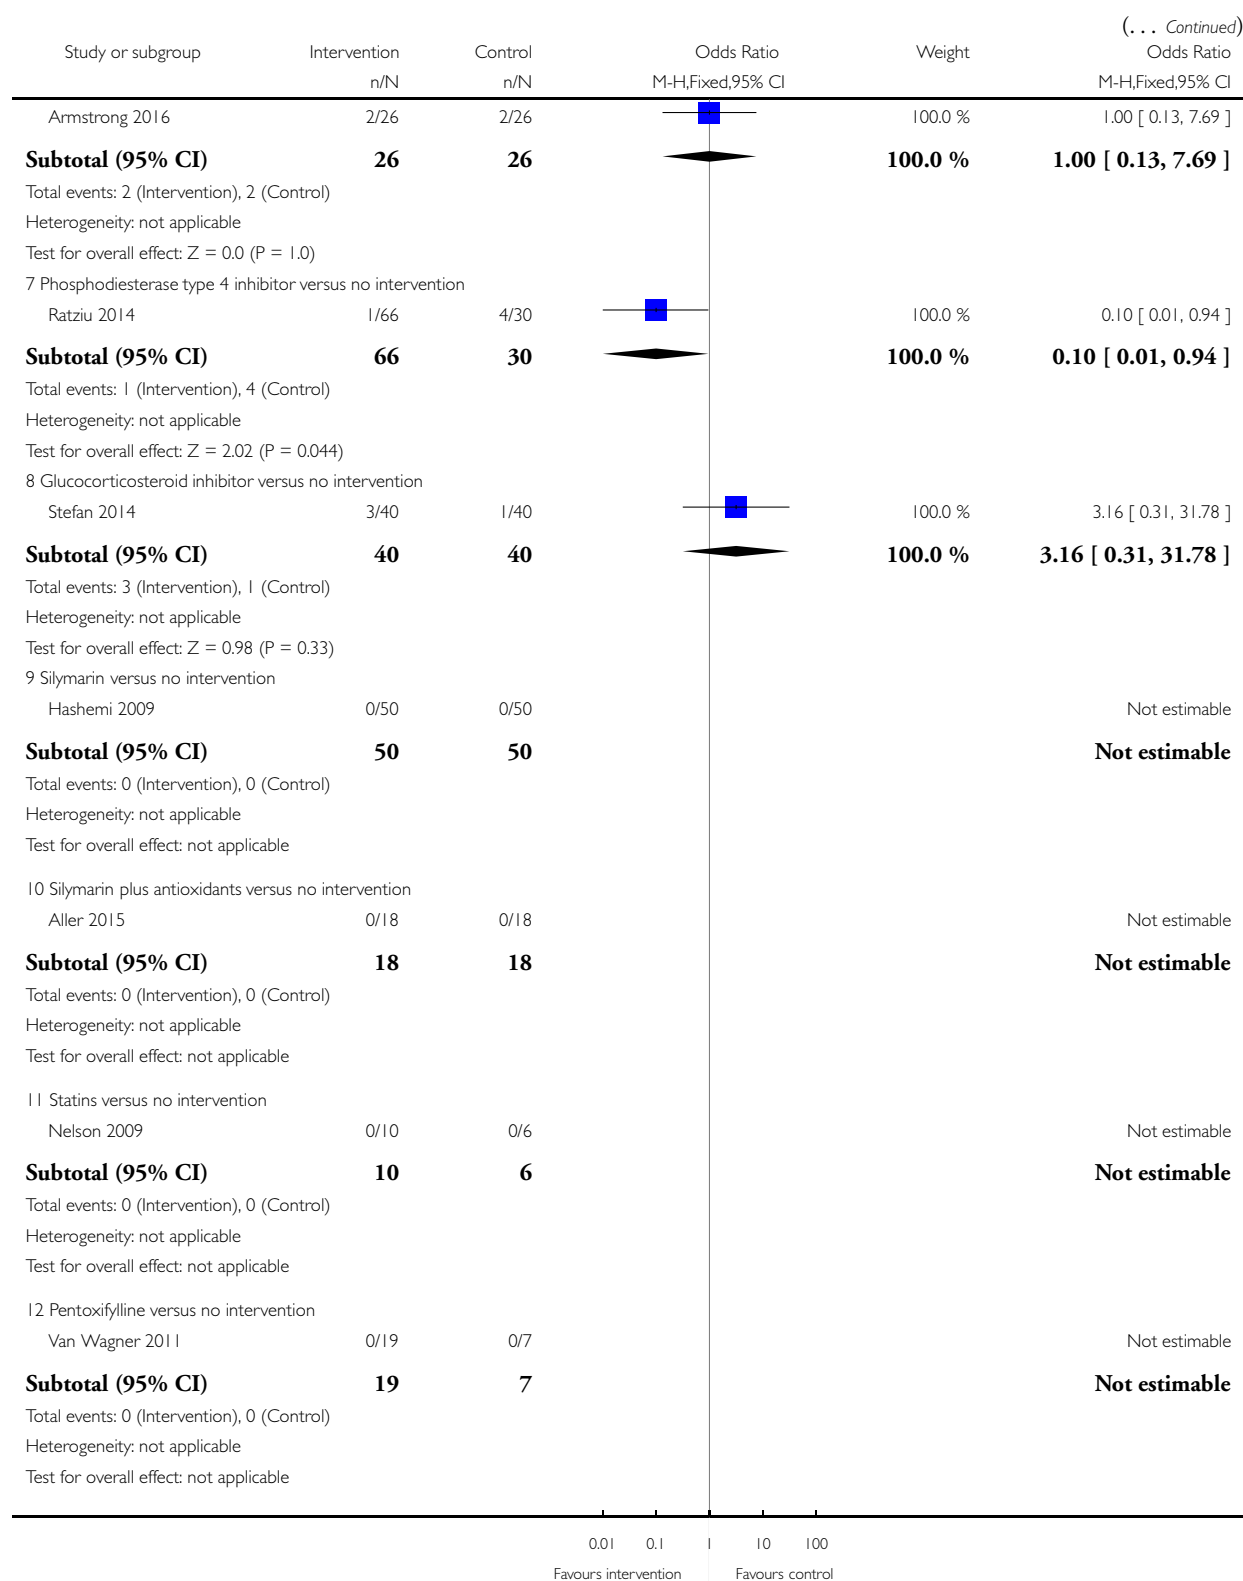 (. . . Continued)
Study or subgroup Intervention Control Odds Ratio Weight Odds Ratio
n/N n/N M-H,Fixed,95% CI M-H,Fixed,95% CI
Armstrong 2016 2/26 2/26 100.0 % 1.00 [ 0.13, 7.69 ]
Subtotal (95% CI) 26 26 100.0 % 1.00 [ 0.13, 7.69 ]
Total events: 2 (Intervention), 2 (Control)
Heterogeneity: not applicable
Test for overall effect: Z = 0.0 (P = 1.0)
7 Phosphodiesterase type 4 inhibitor versus no intervention
Ratziu 2014 1/66 4/30 100.0 % 0.10 [ 0.01, 0.94 ]
Subtotal (95% CI) 66 30 100.0 % 0.10 [ 0.01, 0.94 ]
Total events: 1 (Intervention), 4 (Control)
Heterogeneity: not applicable
Test for overall effect: Z = 2.02 (P = 0.044)
8 Glucocorticosteroid inhibitor versus no intervention
Stefan 2014 3/40 1/40 100.0 % 3.16 [ 0.31, 31.78 ]
Subtotal (95% CI) 40 40 100.0 % 3.16 [ 0.31, 31.78 ]
Total events: 3 (Intervention), 1 (Control)
Heterogeneity: not applicable
Test for overall effect: Z = 0.98 (P = 0.33)
9 Silymarin versus no intervention
Hashemi 2009 0/50 0/50 Not estimable
Subtotal (95% CI) 50 50 Not estimable
Total events: 0 (Intervention), 0 (Control)
Heterogeneity: not applicable
Test for overall effect: not applicable
10 Silymarin plus antioxidants versus no intervention
Aller 2015 0/18 0/18 Not estimable
Subtotal (95% CI) 18 18 Not estimable
Total events: 0 (Intervention), 0 (Control)
Heterogeneity: not applicable
Test for overall effect: not applicable
11 Statins versus no intervention
Nelson 2009 0/10 0/6 Not estimable
Subtotal (95% CI) 10 6 Not estimable
Total events: 0 (Intervention), 0 (Control)
Heterogeneity: not applicable
Test for overall effect: not applicable
12 Pentoxifylline versus no intervention
Van Wagner 2011 0/19 0/7 Not estimable
Subtotal (95% CI) 19 7 Not estimable
Total events: 0 (Intervention), 0 (Control)
Heterogeneity: not applicable
Test for overall effect: not applicable
0.01 0.1 1 10 100
Favours intervention Favours control